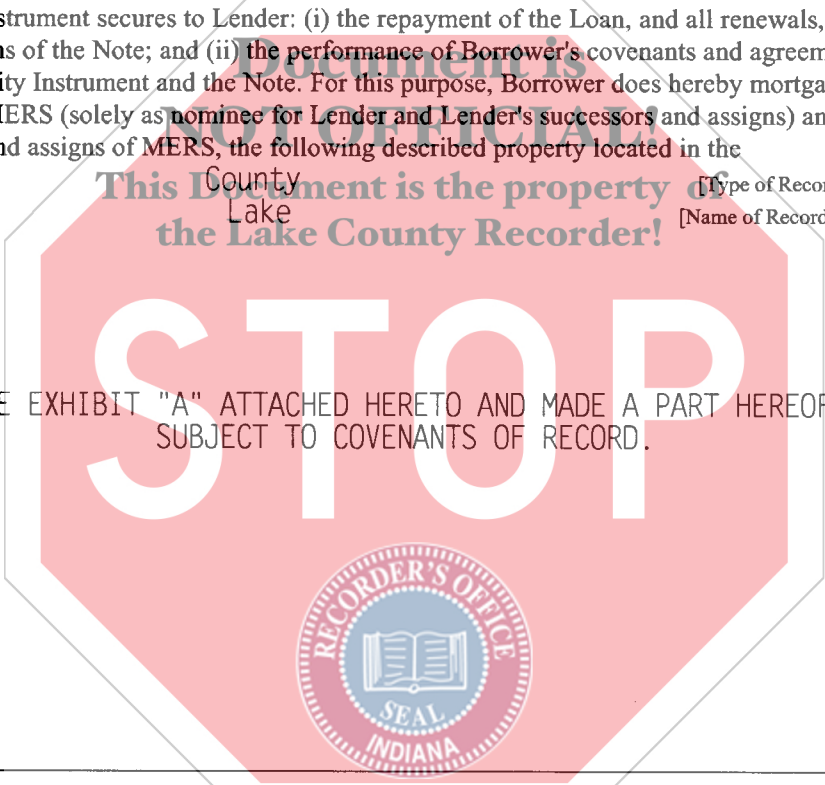 strument secures to Lender: (i) the repayment of the Loan, and all renewals,
s of the Note; and (ii) the performance of Borrower's covenants and agreem
Document is
ity Instrument and the Note. For this purpose, Borrower does hereby mortga
ERS (solely as nominee for Lender and Lender's successors and assigns) an
NOT OFFICIAL!
d assigns of MERS, the following described property located in the
County [Type of Recor
This Document is the property of
Lake [Name of Record
the Lake County Recorder!
STOP
E EXHIBIT "A" ATTACHED HERETO AND MADE A PART HEREOF
SUBJECT TO COVENANTS OF RECORD.
RECORDER'S OFFICE
SEAL
INDIANA